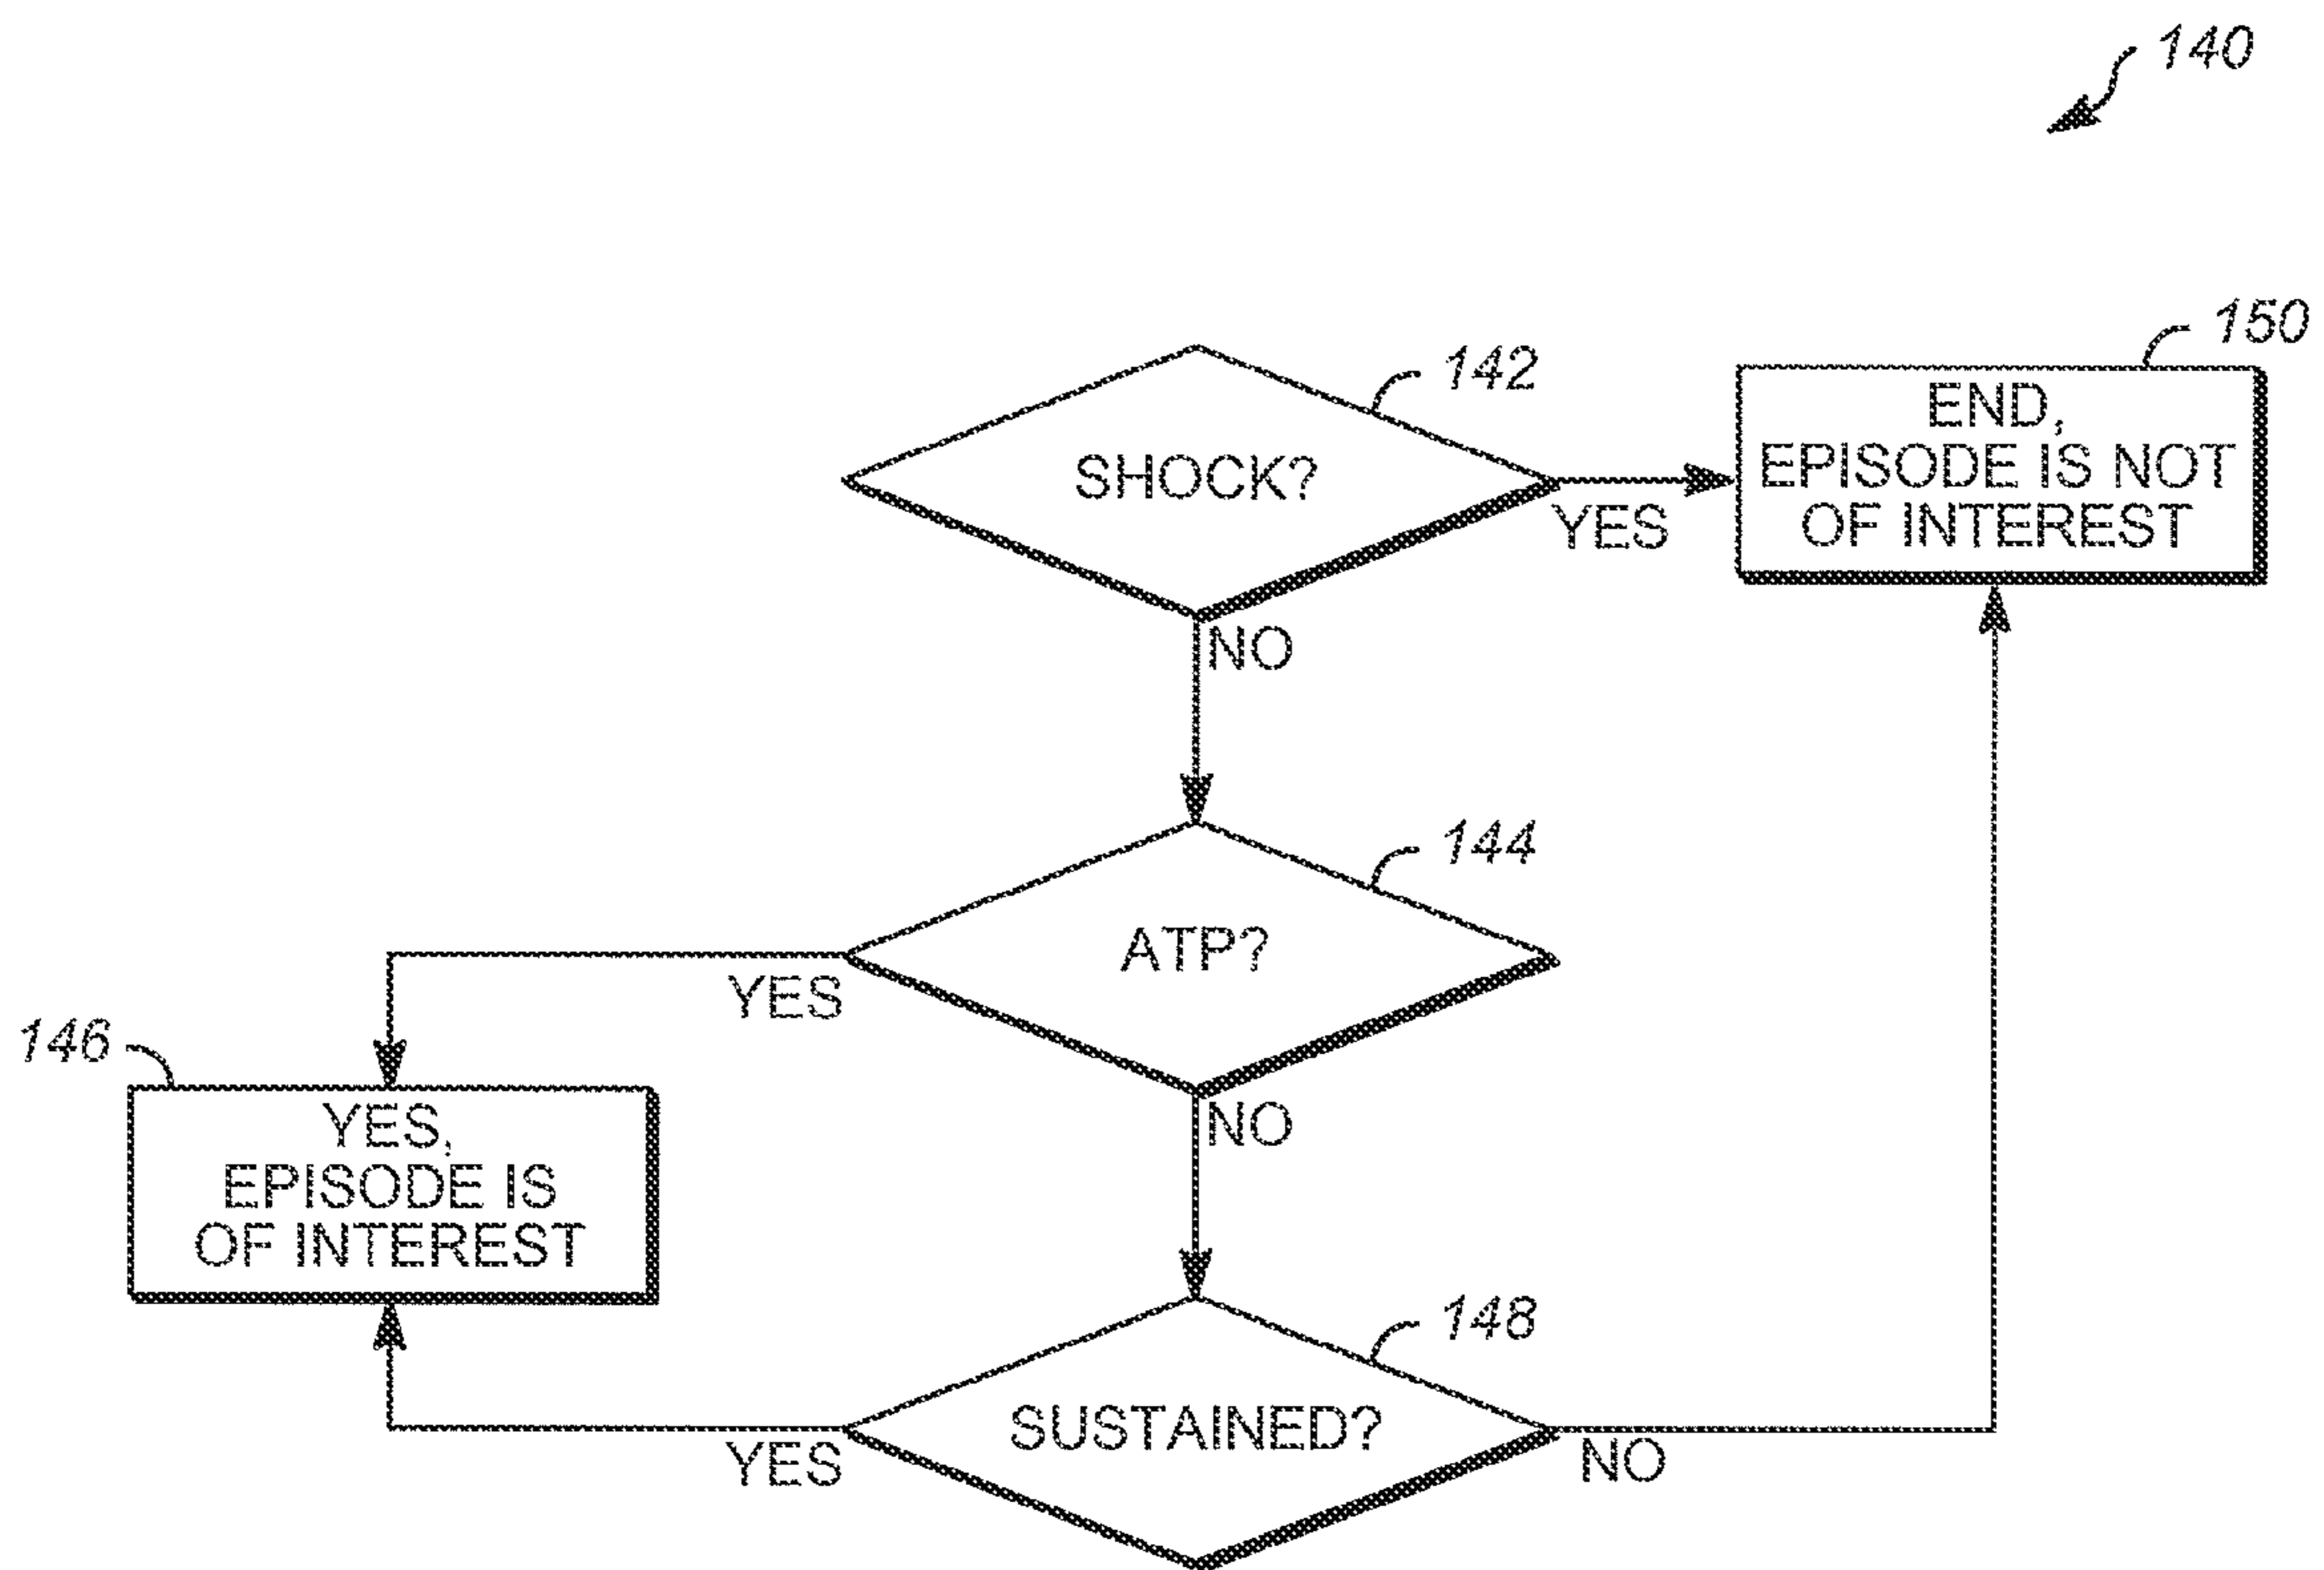 140
150
142
END,
EPISODE IS NOT
OF INTEREST
SHOCK?
YES
NO
144
ATP?
YES
146
YES,
EPISODE IS
OF INTEREST
NO
148
SUSTAINED?
YES
NO